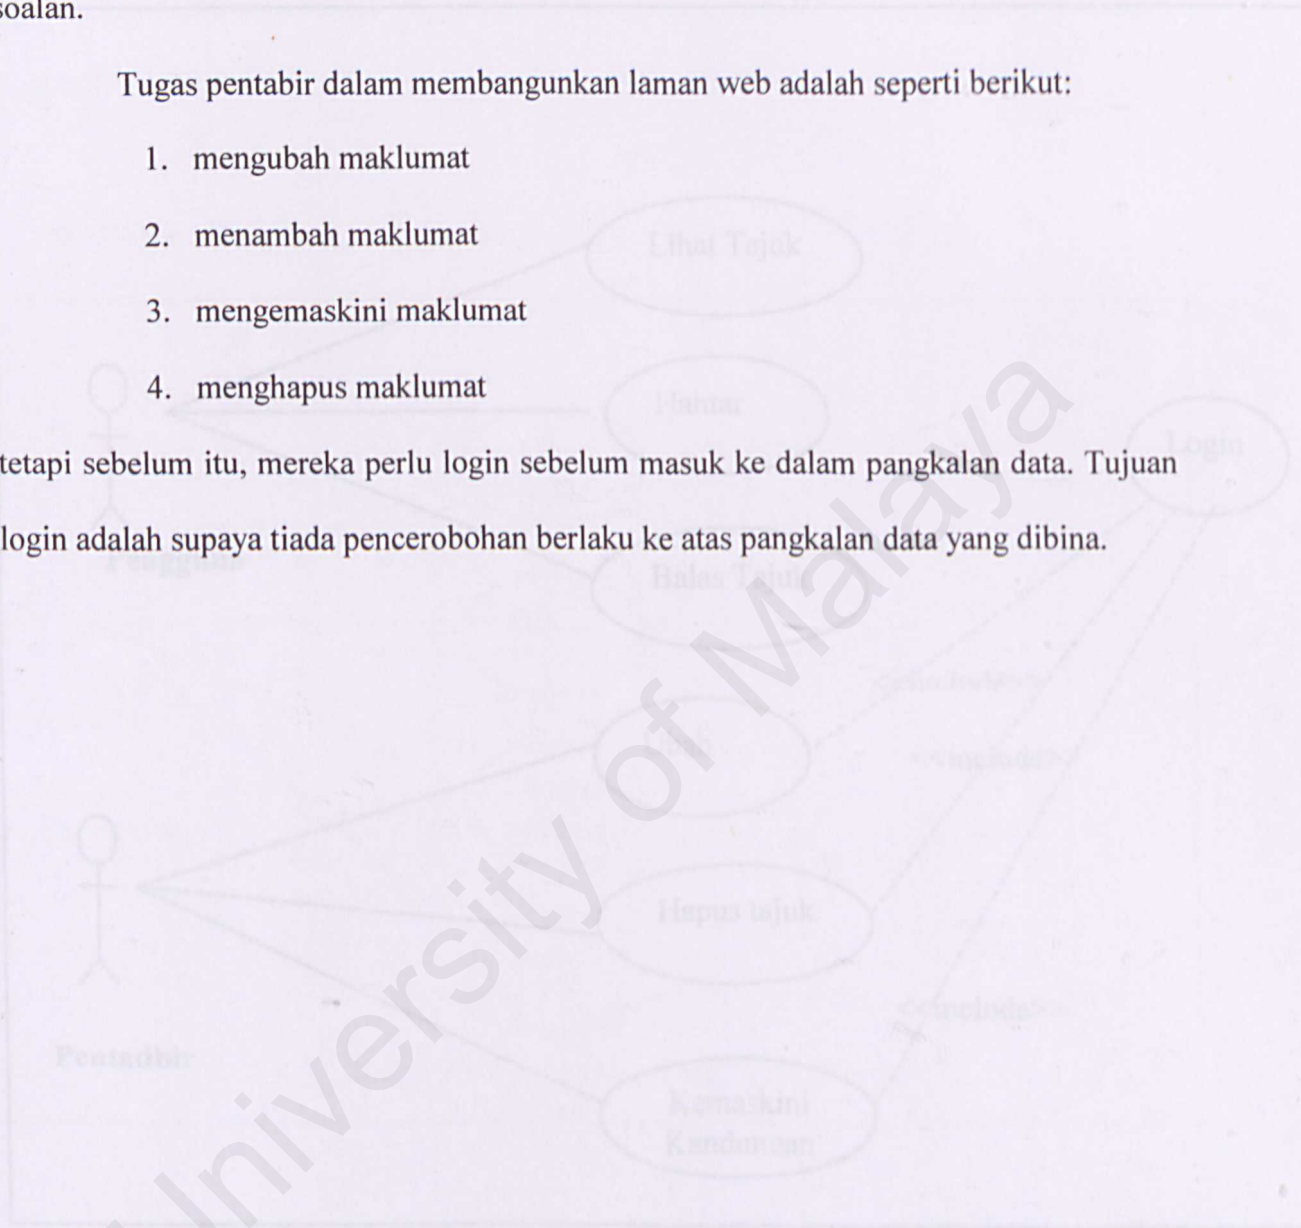 soalan.
Tugas pentabir dalam membangunkan laman web adalah seperti berikut:
1. mengubah maklumat
2. menambah maklumat
3. mengemaskini maklumat
4. menghapus maklumat
tetapi sebelum itu, mereka perlu login sebelum masuk ke dalam pangkalan data. Tujuan
login adalah supaya tiada pencerobohan berlaku ke atas pangkalan data yang dibina.
Lihat Tajuk
Hantar
Login
Pengguna
Balas Tajuk
Ubah
<<include>>
Hapus tajuk
<<include>>
Pentadbir
Kemaskini
Kandungan
University of Malaya